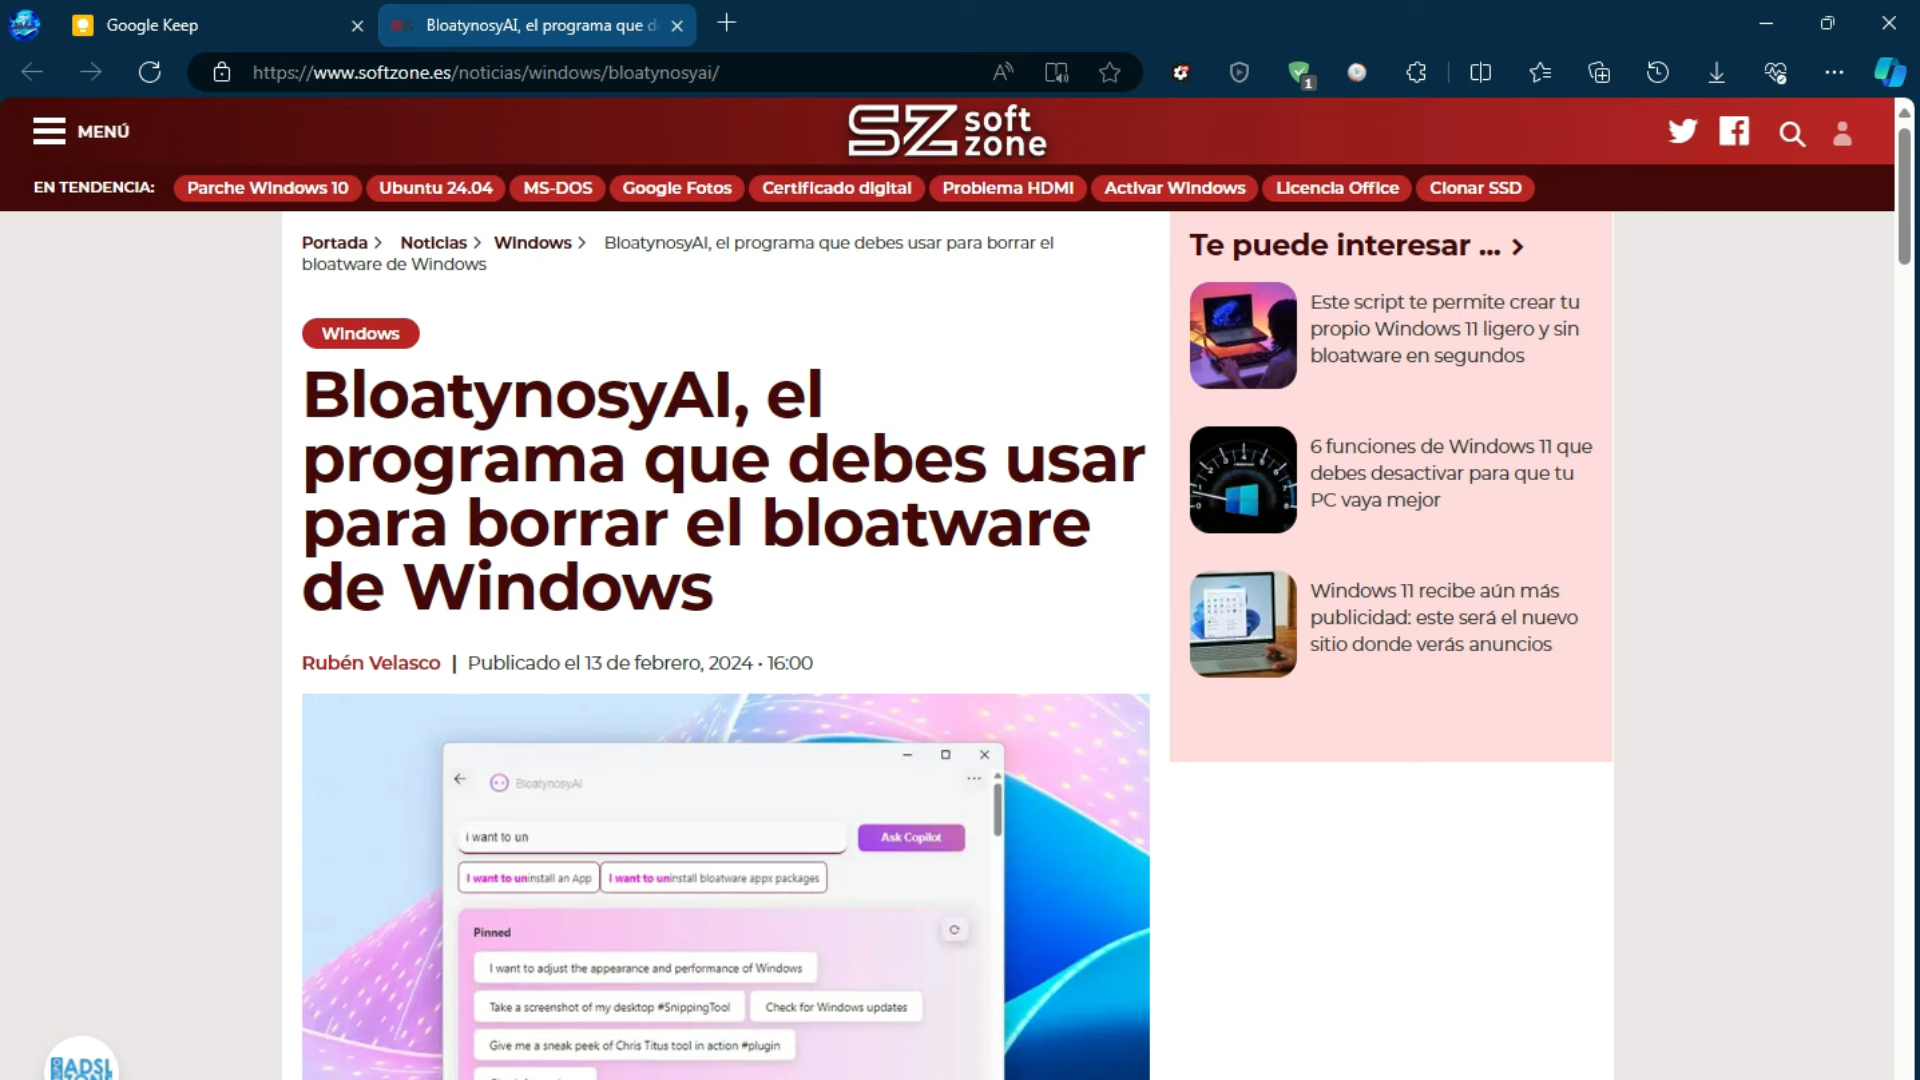 Google Keep
BloatynosyAI, el programa que d
https://www.softzone.es/noticias/windows/bloatynosyai/
1
MENÚ
SZ soft zone
EN TENDENCIA:
Parche Windows 10
Ubuntu 24.04
MS-DOS
Google Fotos
Certificado digital
Problema HDMI
Activar Windows
Licencia Office
Clonar SSD
Portada > Noticias > Windows > BloatynosyAI, el programa que debes usar para borrar el
bloatware de Windows
Windows
BloatynosyAI, el
programa que debes usar
para borrar el bloatware
de Windows
Rubén Velasco | Publicado el 13 de febrero, 2024 • 16:00
BloatynosyAI
i want to un
Ask Copilot
I want to uninstall an App
I want to uninstall bloatware appx packages
Pinned
I want to adjust the appearance and performance of Windows
Take a screenshot of my desktop #SnippingTool
Check for Windows updates
Give me a sneak peek of Chris Titus tool in action #plugin
Te puede interesar ... >
Este script te permite crear tu
propio Windows 11 ligero y sin
bloatware en segundos
6 funciones de Windows 11 que
debes desactivar para que tu
PC vaya mejor
Windows 11 recibe aún más
publicidad: este será el nuevo
sitio donde verás anuncios
ADSL